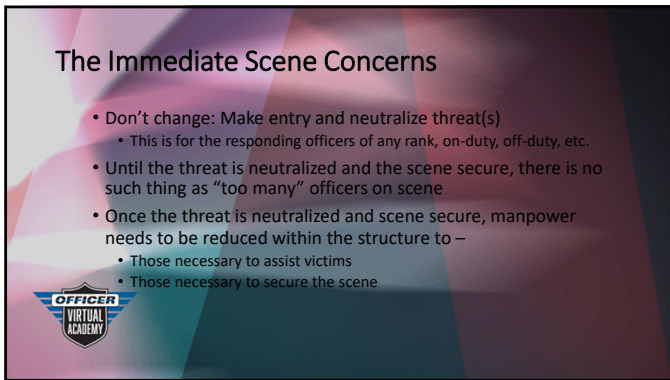 The Immediate Scene Concerns
• Don't change: Make entry and neutralize threat(s)
• This is for the responding officers of any rank, on-duty, off-duty, etc.
• Until the threat is neutralized and the scene secure, there is no
such thing as “too many” officers on scene
• Once the threat is neutralized and scene secure, manpower
needs to be reduced within the structure to –
• Those necessary to assist victims
• Those necessary to secure the scene
OFFICER
VIRTUAL
ACADEMY